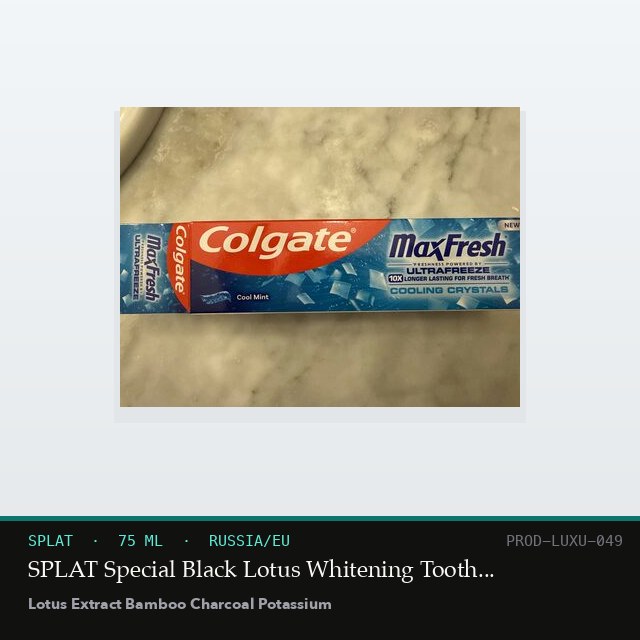 Colgate®
MaxFresh
FRESHNESS POWERED BY
ULTRAFREEZE
10X LONGER LASTING FOR FRESH BREATH
COOLING CRYSTALS
NEW
Cool Mint
Colgate
MaxFresh
ULTRAFREEZE
SPLAT · 75 ML · RUSSIA/EU
PROD–LUXU–049
SPLAT Special Black Lotus Whitening Tooth...
Lotus Extract Bamboo Charcoal Potassium